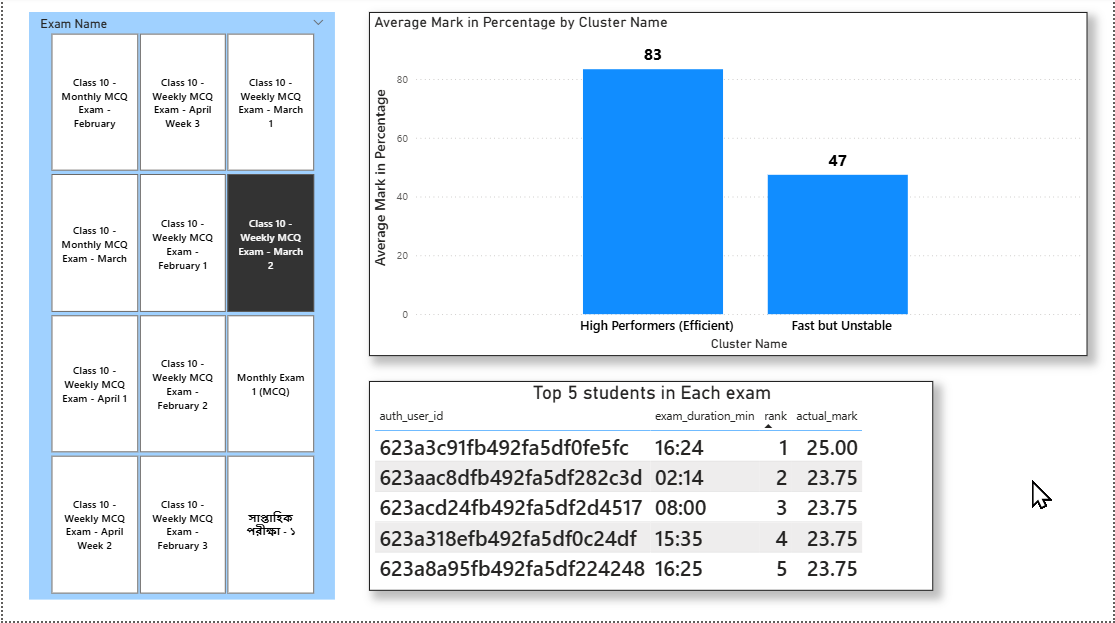 Exam Name
Class 10 -
Monthly MCQ
Exam -
February
Class 10 -
Weekly MCQ
Exam - April
Week 3
Class 10 -
Weekly MCQ
Exam - March
1
Class 10 -
Monthly MCQ
Exam - March
Class 10 -
Weekly MCQ
Exam -
February 1
Class 10 -
Weekly MCQ
Exam - March
2
Class 10 -
Weekly MCQ
Exam - April 1
Class 10 -
Weekly MCQ
Exam -
February 2
Monthly Exam
1 (MCQ)
Class 10 -
Weekly MCQ
Exam - April
Week 2
Class 10 -
Weekly MCQ
Exam -
February 3
সাপ্তাহিক
পরীক্ষা - ১
Average Mark in Percentage by Cluster Name
Average Mark in Percentage
80
60
40
20
0
83
47
High Performers (Efficient) Fast but Unstable
Cluster Name
Top 5 students in Each exam
auth_user_id exam_duration_min rank actual_mark
623a3c91fb492fa5df0fe5fc 16:24 1 25.00
623aac8dfb492fa5df282c3d 02:14 2 23.75
623acd24fb492fa5df2d4517 08:00 3 23.75
623a318efb492fa5df0c24df 15:35 4 23.75
623a8a95fb492fa5df224248 16:25 5 23.75